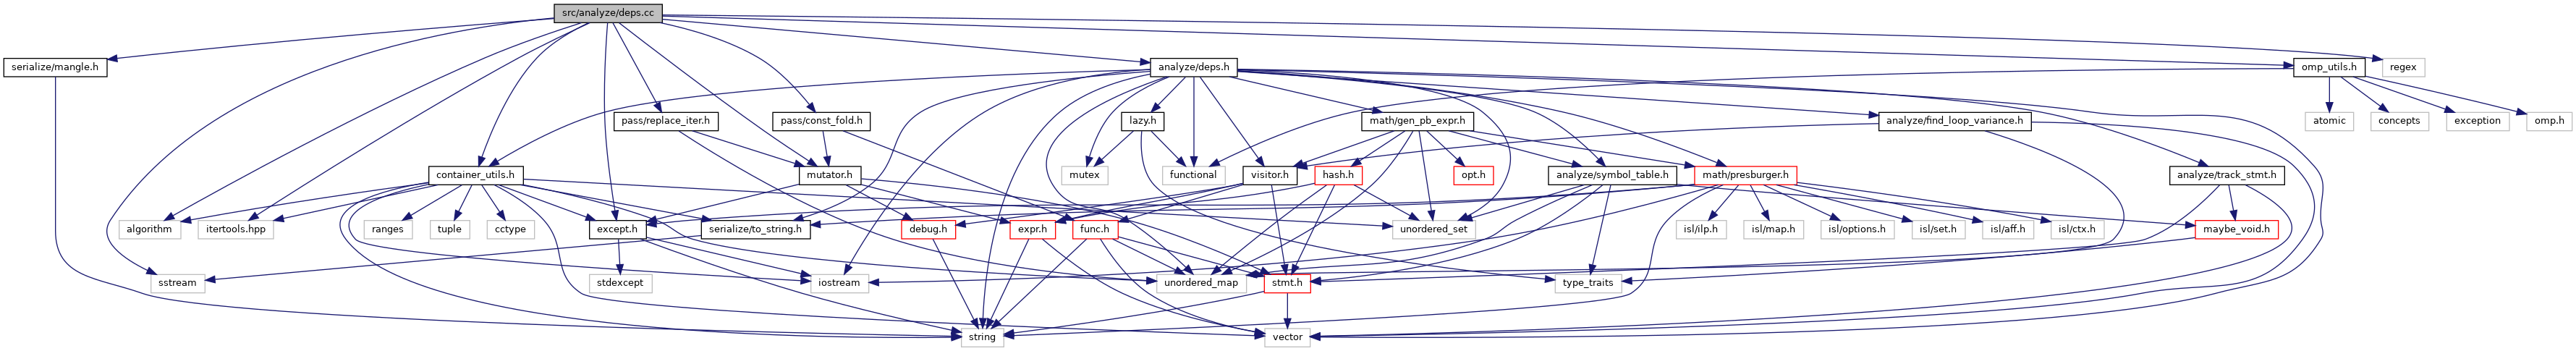 src/analyze/deps.cc
serialize/mangle.h
analyze/deps.h
omp_utils.h
regex
pass/replace_iter.h
pass/const_fold.h
lazy.h
math/gen_pb_expr.h
analyze/find_loop_variance.h
atomic
concepts
exception
omp.h
container_utils.h
mutator.h
mutex
functional
visitor.h
hash.h
opt.h
analyze/symbol_table.h
math/presburger.h
analyze/track_stmt.h
algorithm
itertools.hpp
ranges
tuple
cctype
except.h
serialize/to_string.h
debug.h
expr.h
func.h
unordered_set
isl/ilp.h
isl/map.h
isl/options.h
isl/set.h
isl/aff.h
isl/ctx.h
maybe_void.h
sstream
stdexcept
iostream
unordered_map
stmt.h
type_traits
string
vector